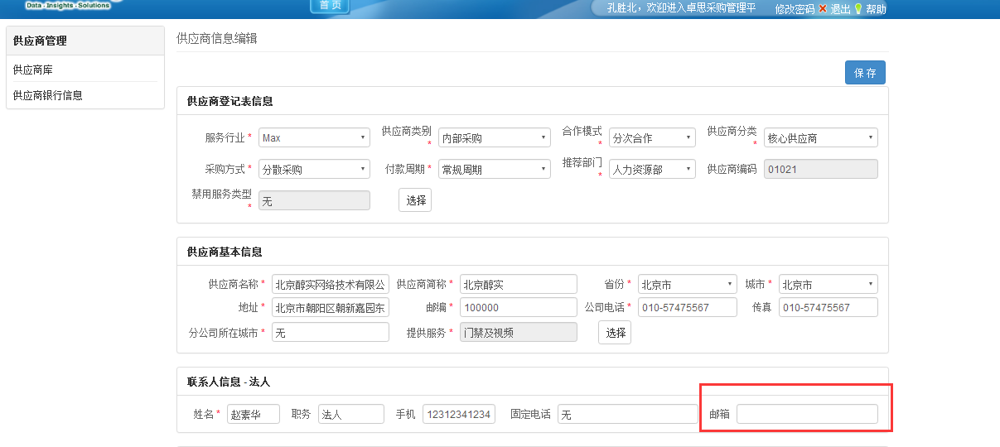 Data - Insights - Solutions
首 页
孔胜北，欢迎进入卓思采购管理平
修改密码 退出 帮助
供应商管理
供应商库
供应商银行信息
供应商信息编辑
保 存
供应商登记表信息
服务行业 * Max 供应商类别 * 内部采购 合作模式 * 分次合作 供应商分类 * 核心供应商
采购方式 * 分散采购 付款周期 * 常规周期 推荐部门 * 人力资源部 供应商编码 01021
禁用服务类型 * 无 选择
供应商基本信息
供应商名称 * 北京醇实网络技术有限公 供应商简称 * 北京醇实 省份 * 北京市 城市 * 北京市
地址 * 北京市朝阳区朝新嘉园东 邮编 * 100000 公司电话 * 010-57475567 传真 010-57475567
分公司所在城市 * 无 提供服务 * 门禁及视频 选择
联系人信息 - 法人
姓名 * 赵素华 职务 法人 手机 12312341234 固定电话 无 邮箱